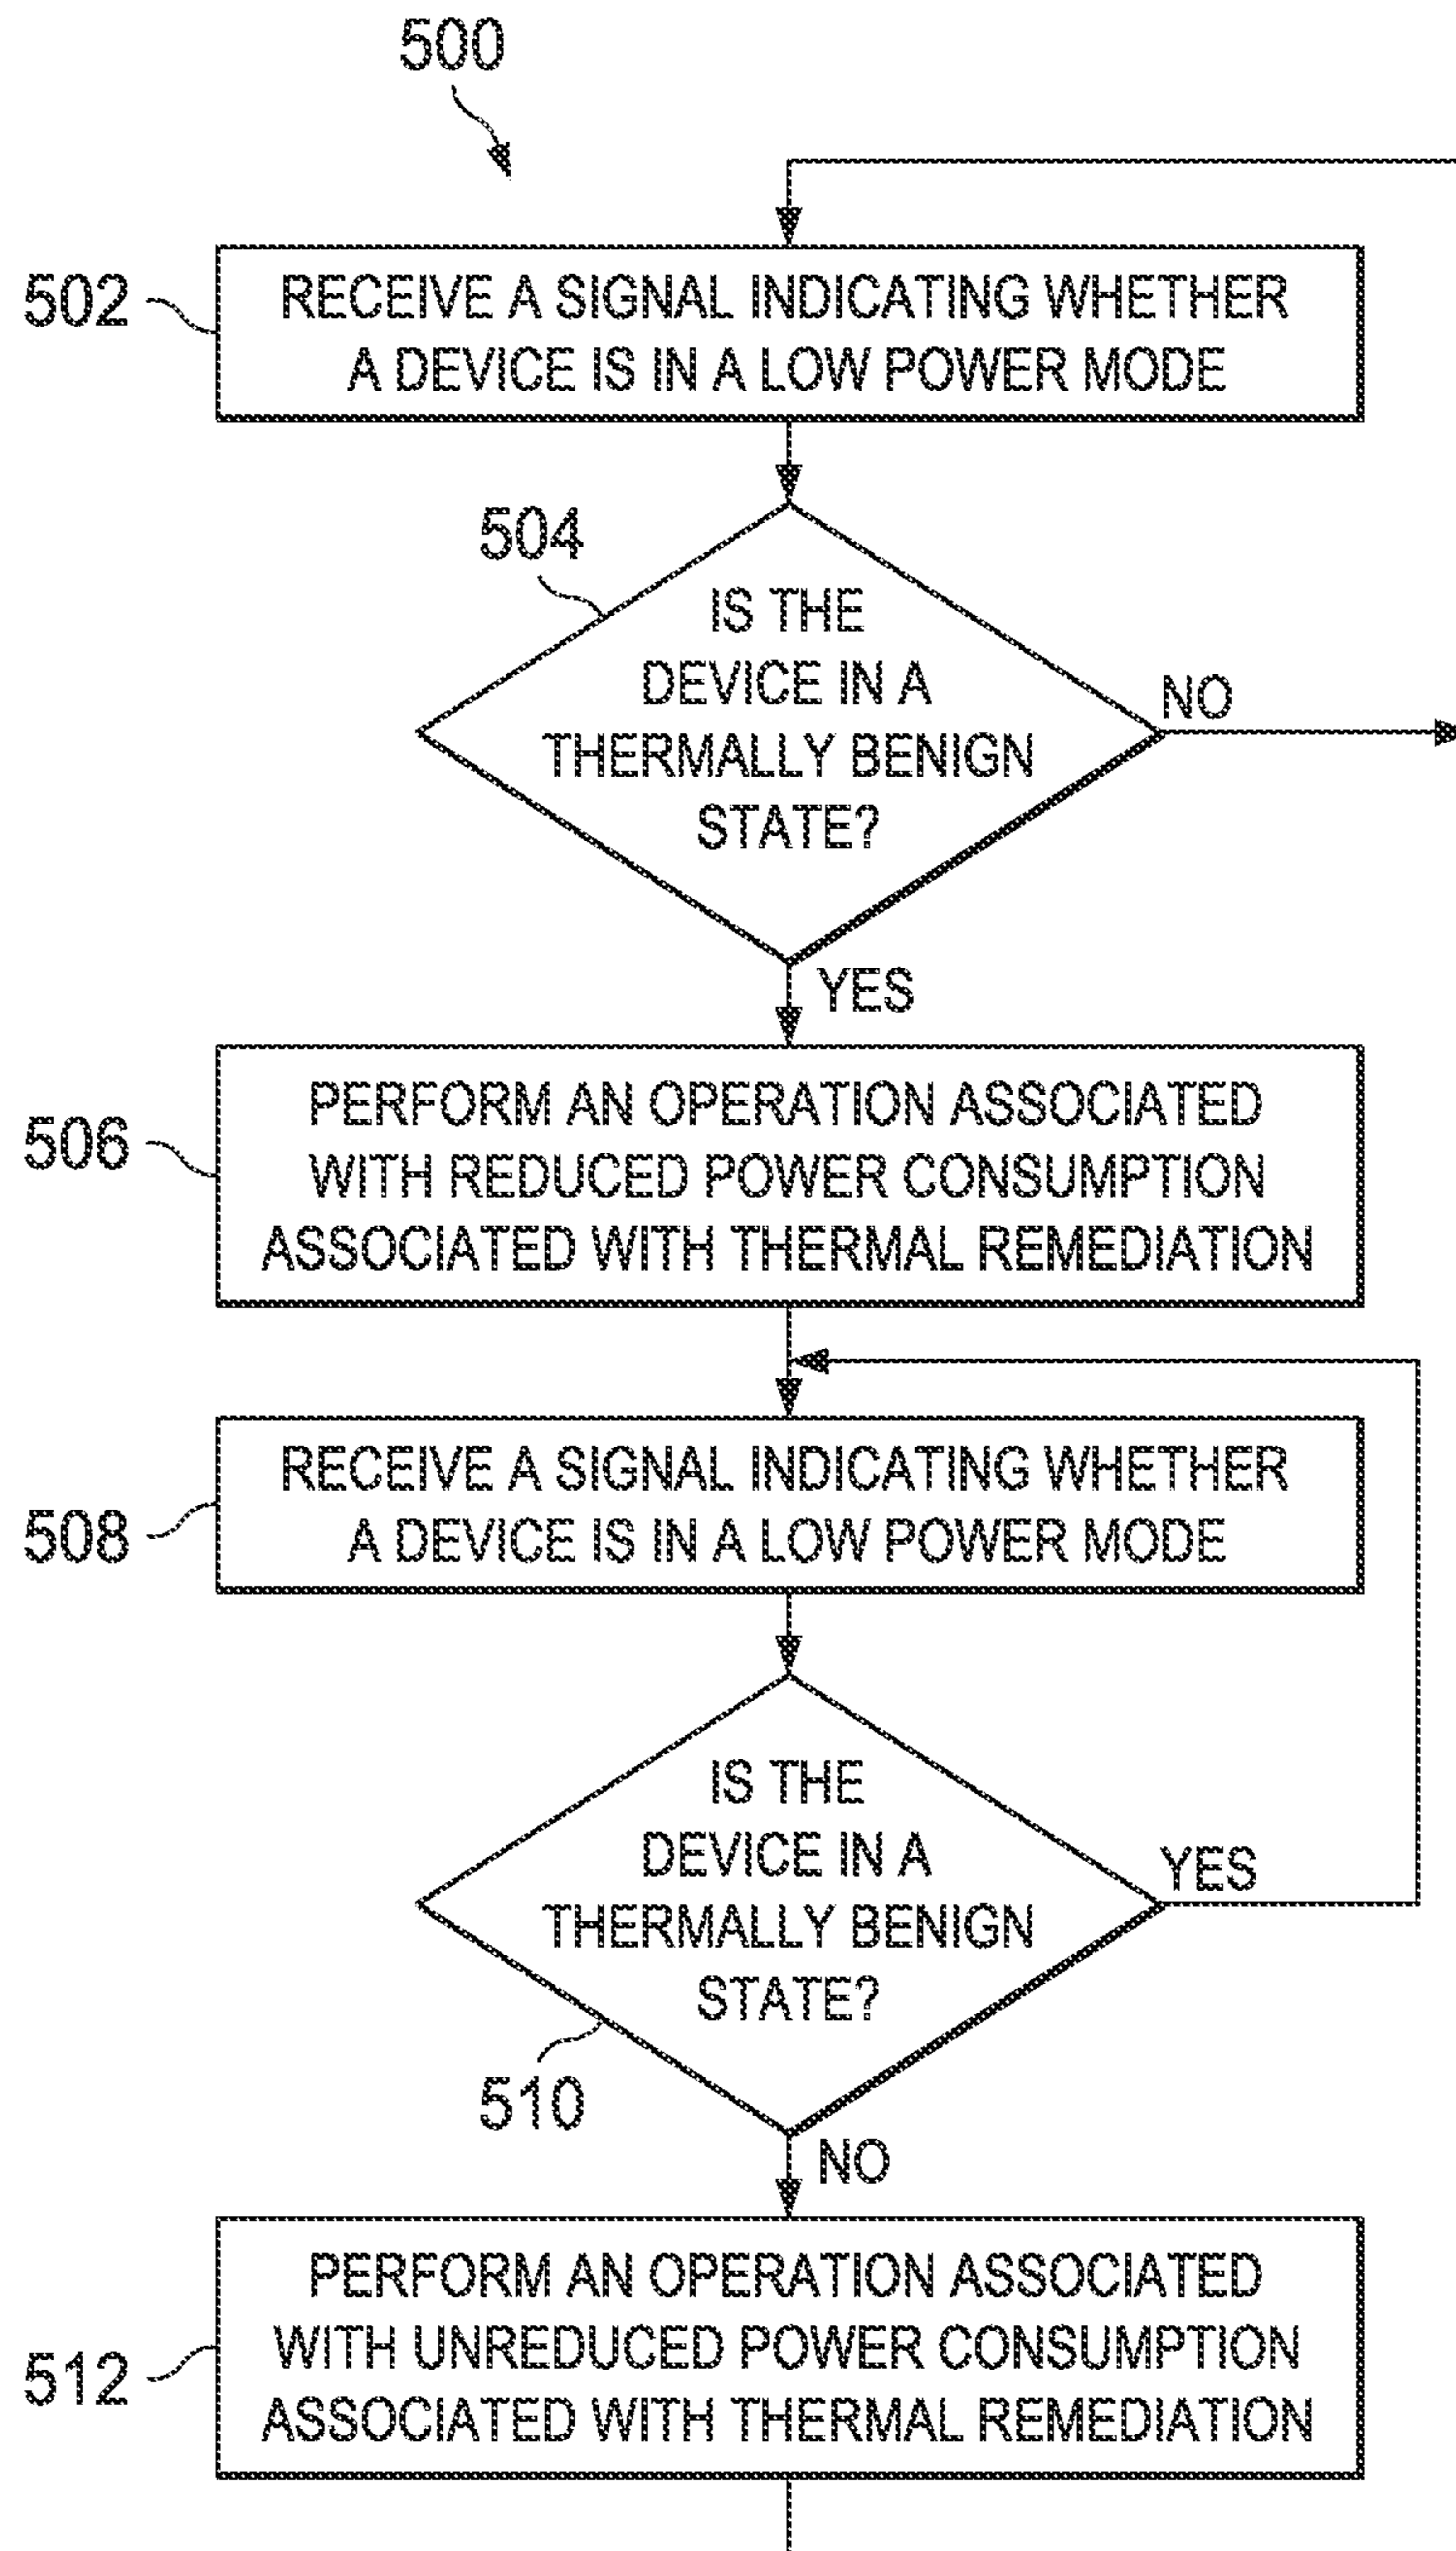 500
502
RECEIVE A SIGNAL INDICATING WHETHER
A DEVICE IS IN A LOW POWER MODE
504
IS THE
DEVICE IN A
THERMALLY BENIGN
STATE?
NO
YES
506
PERFORM AN OPERATION ASSOCIATED
WITH REDUCED POWER CONSUMPTION
ASSOCIATED WITH THERMAL REMEDIATION
508
RECEIVE A SIGNAL INDICATING WHETHER
A DEVICE IS IN A LOW POWER MODE
IS THE
DEVICE IN A
THERMALLY BENIGN
STATE?
YES
510
NO
512
PERFORM AN OPERATION ASSOCIATED
WITH UNREDUCED POWER CONSUMPTION
ASSOCIATED WITH THERMAL REMEDIATION